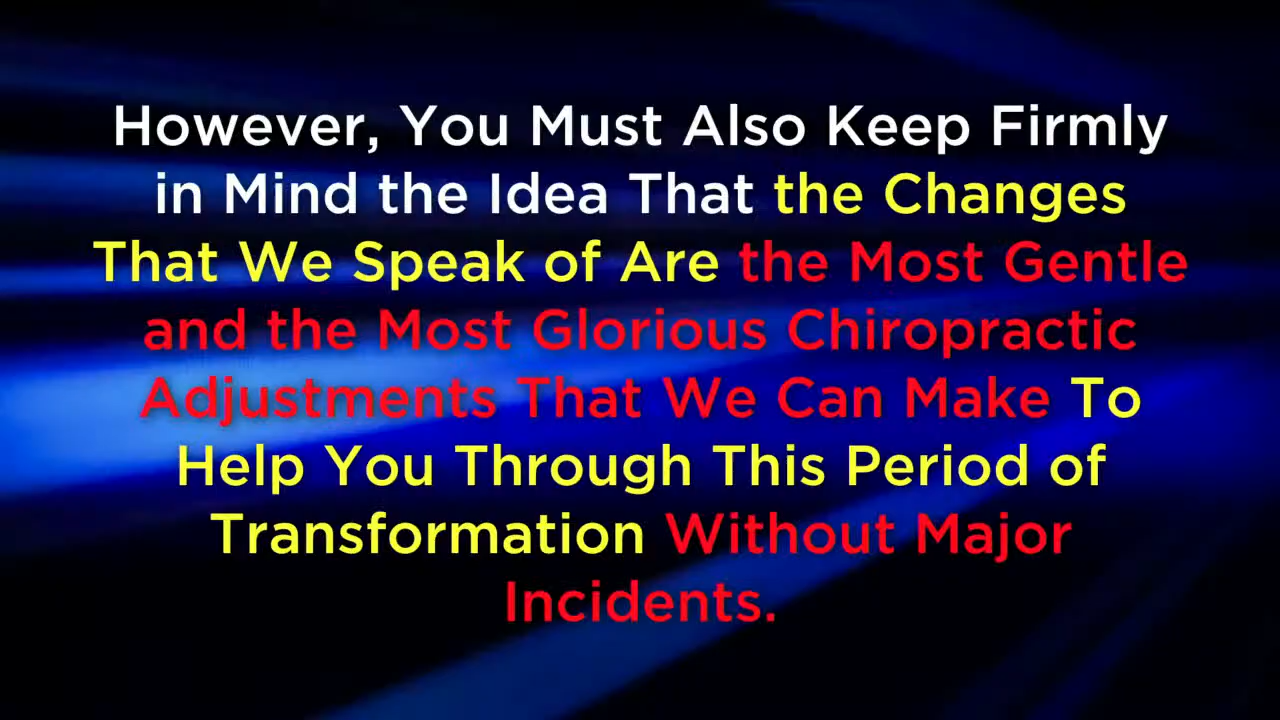 However, You Must Also Keep Firmly
in Mind the Idea That the Changes
That We Speak of Are the Most Gentle
and the Most Glorious Chiropractic
Adjustments That We Can Make To
Help You Through This Period of
Transformation Without Major
Incidents.